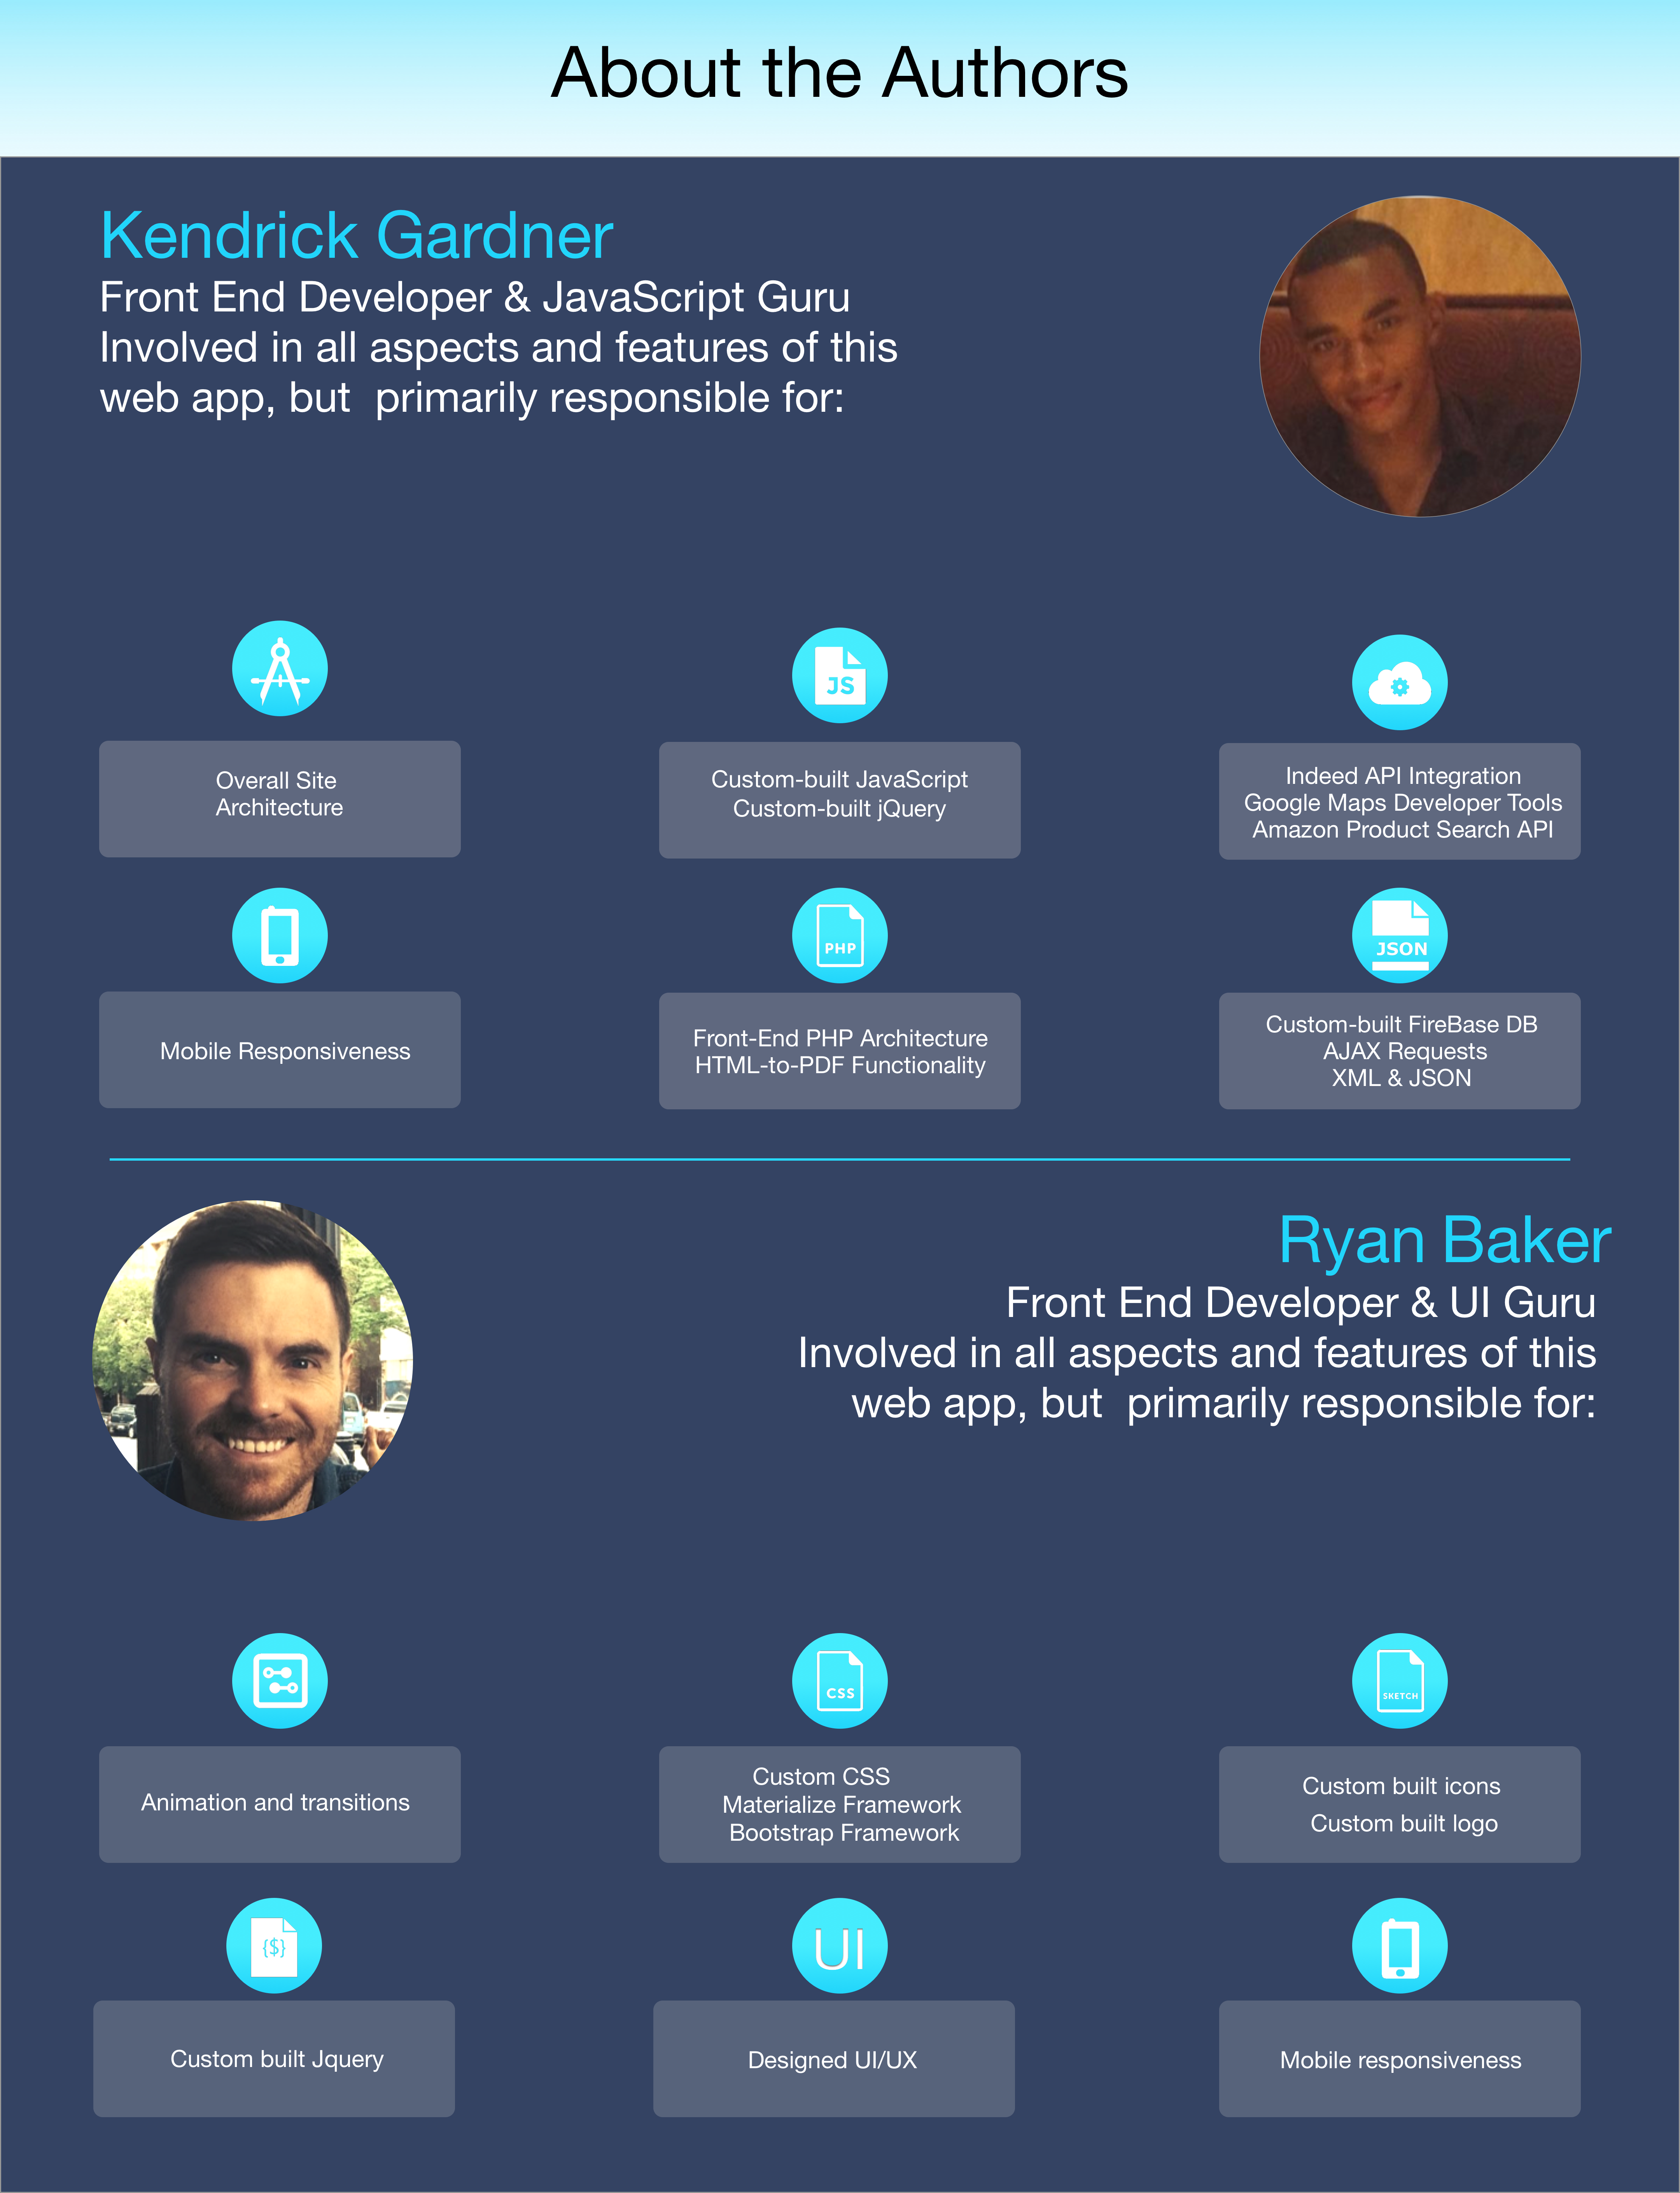 About the Authors
Kendrick Gardner
Front End Developer & JavaScript Guru
Involved in all aspects and features of this
web app, but  primarily responsible for:
JS
Overall Site
Architecture
Custom-built JavaScript
Custom-built jQuery
Indeed API Integration
Google Maps Developer Tools
Amazon Product Search API
PHP
JSON
Mobile Responsiveness
Front-End PHP Architecture
HTML-to-PDF Functionality
Custom-built FireBase DB
AJAX Requests
XML & JSON
Ryan Baker
Front End Developer & UI Guru
Involved in all aspects and features of this
web app, but  primarily responsible for:
CSS
SKETCH
Animation and transitions
Custom CSS
Materialize Framework
Bootstrap Framework
Custom built icons
Custom built logo
{$}
UI
Custom built Jquery
Designed UI/UX
Mobile responsiveness